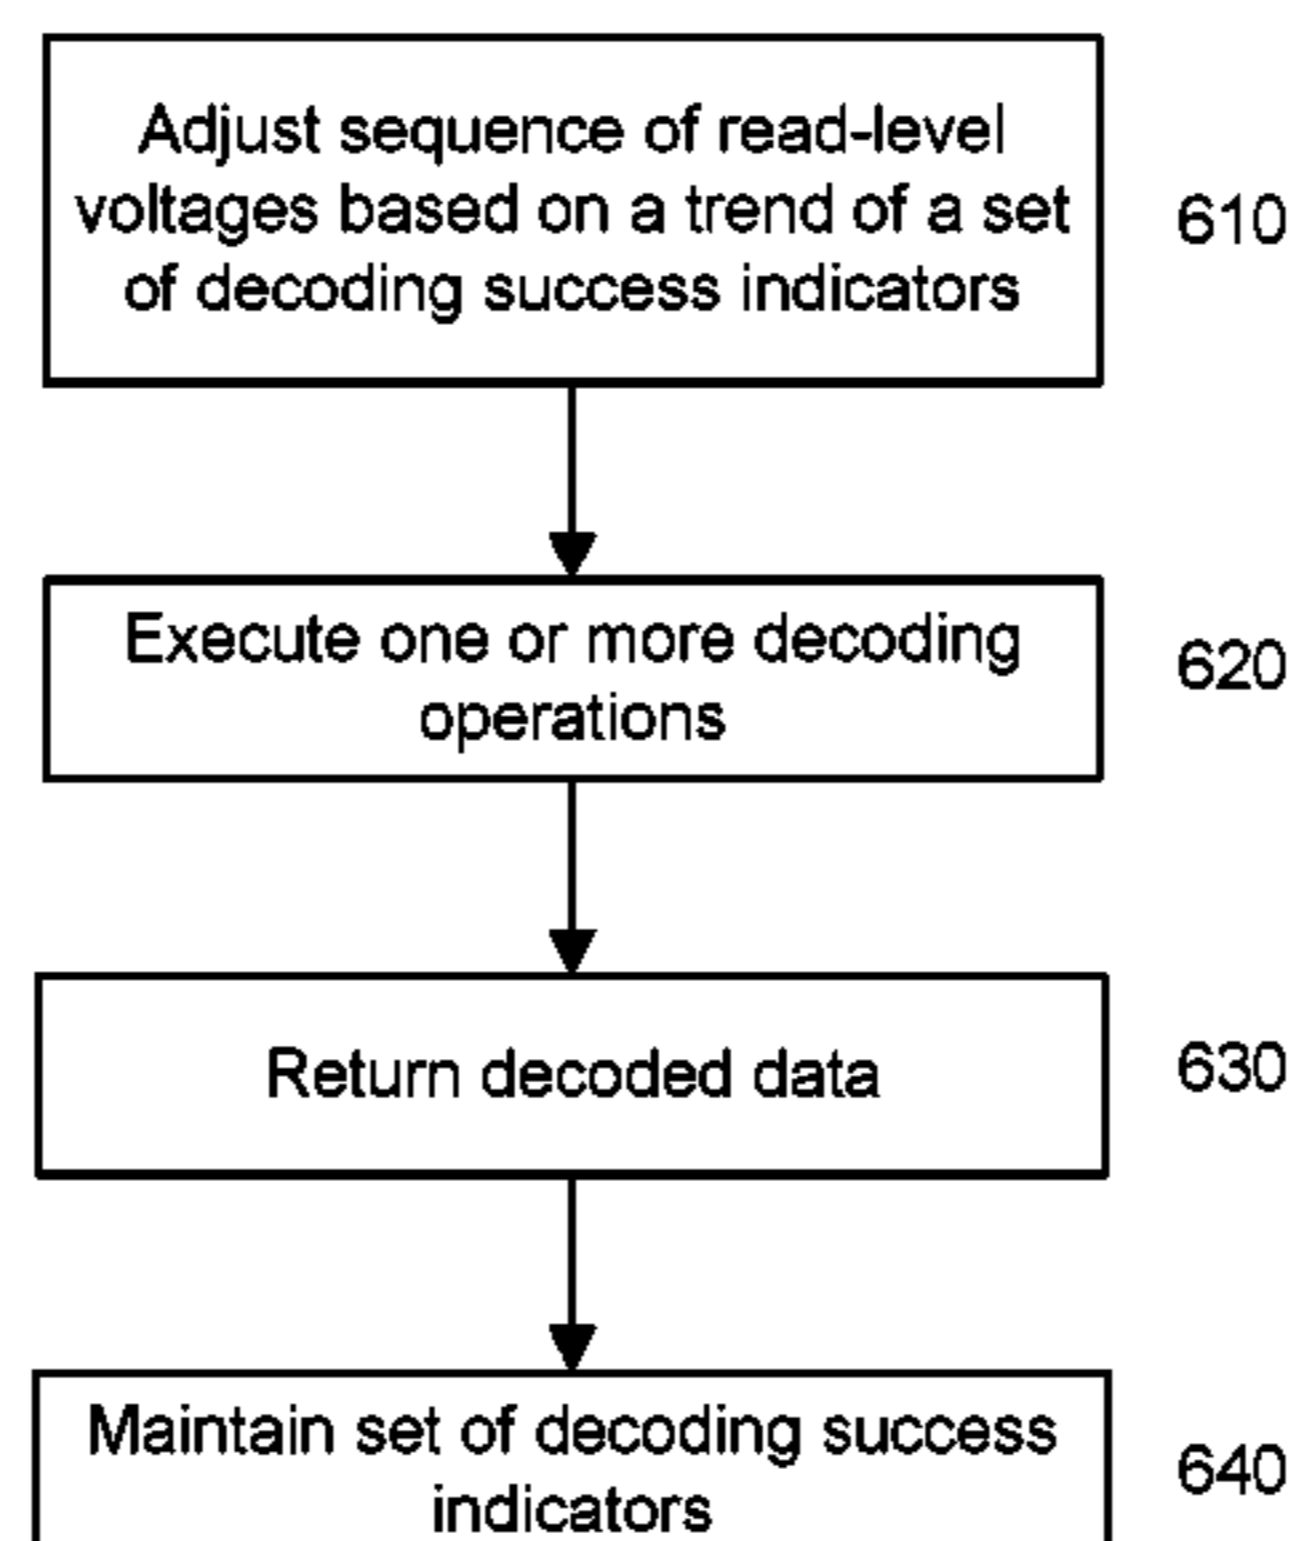 Adjust sequence of read-level
voltages based on a trend of a set
of decoding success indicators
610
Execute one or more decoding
operations
620
Return decoded data
630
Maintain set of decoding success
indicators
640